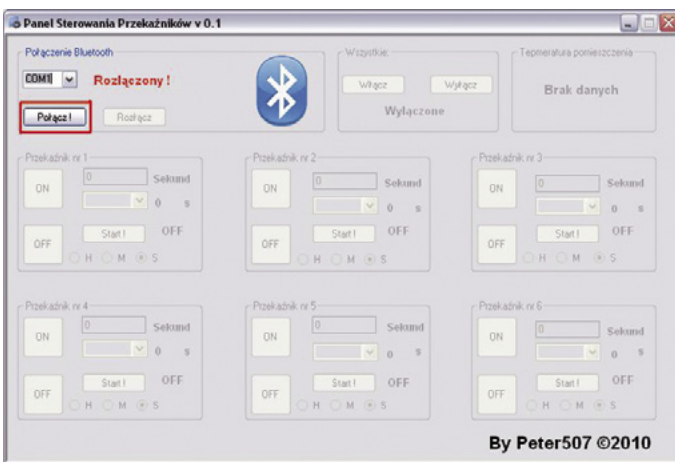 Panel Sterowania Przekaźników v 0.1
Połączenie Bluetooth
COM1
Rozłączony !
Połącz !
Rozłącz
Wszystkie:
Włącz
Wyłącz
Wyłączone
Tepmeratura pomieszczenia
Brak danych
Przekaźnik nr 1
ON
0
Sekund
0 s
OFF
Start !
OFF
H M S
Przekaźnik nr 2
ON
0
Sekund
0 s
OFF
Start !
OFF
H M S
Przekaźnik nr 3
ON
0
Sekund
0 s
OFF
Start !
OFF
H M S
Przekaźnik nr 4
ON
0
Sekund
0 s
OFF
Start !
OFF
H M S
Przekaźnik nr 5
ON
0
Sekund
0 s
OFF
Start !
OFF
H M S
Przekaźnik nr 6
ON
0
Sekund
0 s
OFF
Start !
OFF
H M S
By Peter507 ©2010